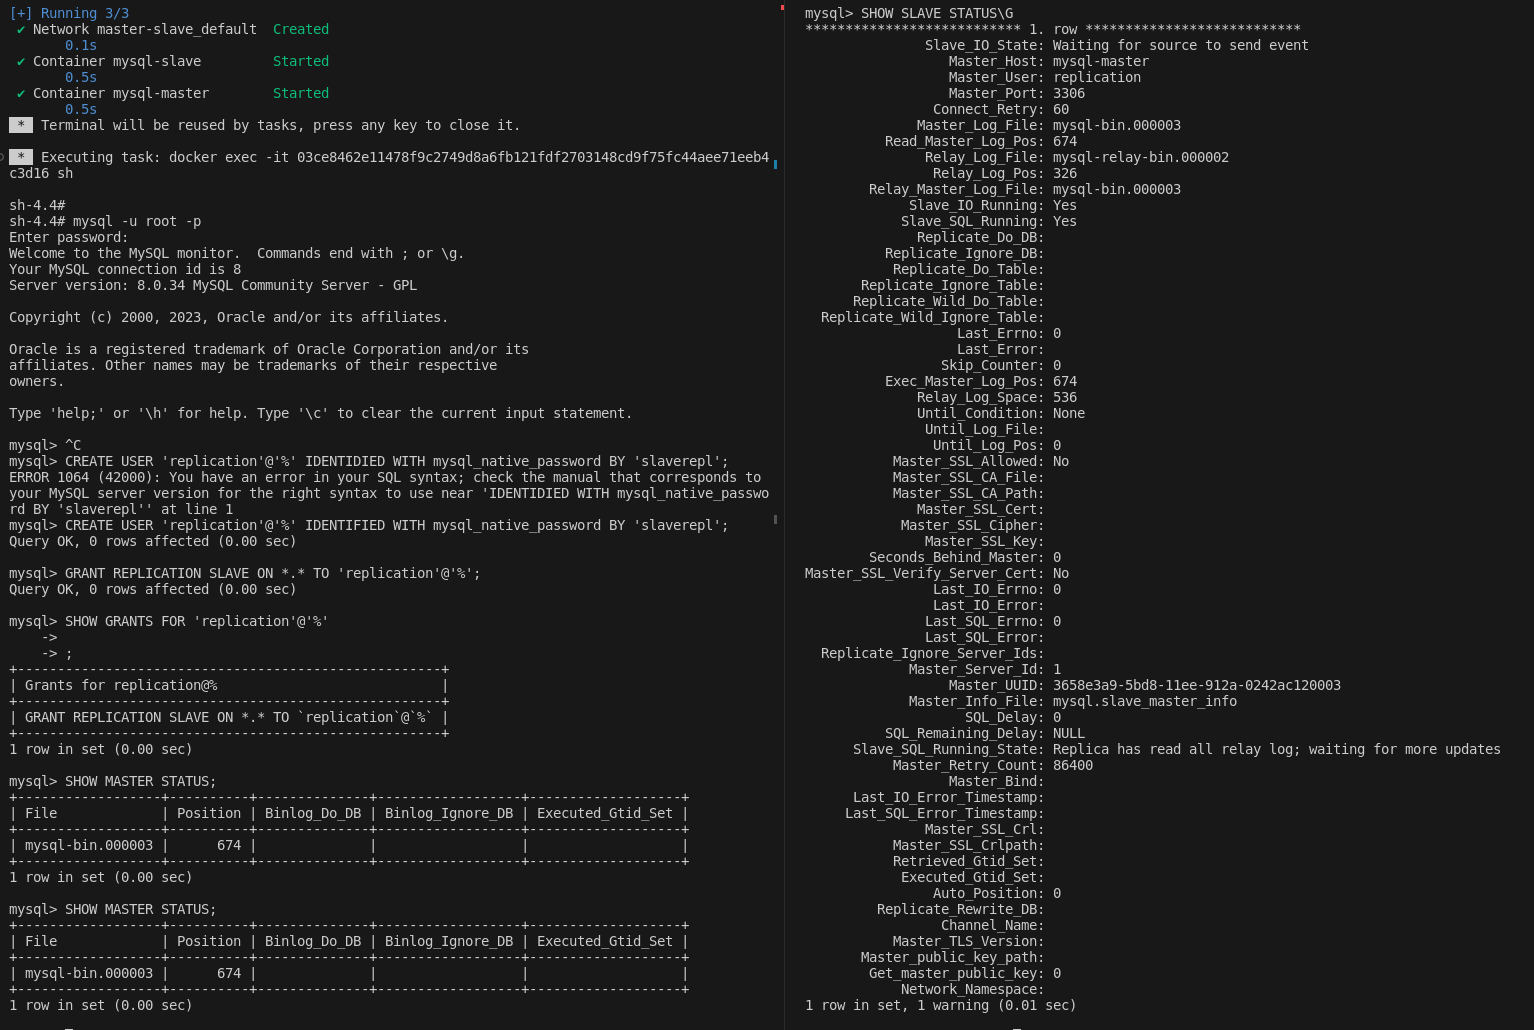 [+] Running 3/3
✔ Network master-slave_default  Created
0.1s
✔ Container mysql-slave         Started
0.5s
✔ Container mysql-master        Started
0.5s
* Terminal will be reused by tasks, press any key to close it.
* Executing task: docker exec -it 03ce8462e11478f9c2749d8a6fb121fdf2703148cd9f75fc44aee71eeb4
c3d16 sh
sh-4.4#
sh-4.4# mysql -u root -p
Enter password:
Welcome to the MySQL monitor.  Commands end with ; or \g.
Your MySQL connection id is 8
Server version: 8.0.34 MySQL Community Server - GPL
Copyright (c) 2000, 2023, Oracle and/or its affiliates.
Oracle is a registered trademark of Oracle Corporation and/or its
affiliates. Other names may be trademarks of their respective
owners.
Type 'help;' or '\h' for help. Type '\c' to clear the current input statement.
mysql> ^C
mysql> CREATE USER 'replication'@'%' IDENTIDIED WITH mysql_native_password BY 'slaverepl';
ERROR 1064 (42000): You have an error in your SQL syntax; check the manual that corresponds to
your MySQL server version for the right syntax to use near 'IDENTIDIED WITH mysql_native_passwo
rd BY 'slaverepl'' at line 1
mysql> CREATE USER 'replication'@'%' IDENTIFIED WITH mysql_native_password BY 'slaverepl';
Query OK, 0 rows affected (0.00 sec)
mysql> GRANT REPLICATION SLAVE ON *.* TO 'replication'@'%';
Query OK, 0 rows affected (0.00 sec)
mysql> SHOW GRANTS FOR 'replication'@'%'
->
-> ;
+-----------------------------------------------------+
| Grants for replication@%                            |
+-----------------------------------------------------+
| GRANT REPLICATION SLAVE ON *.* TO `replication`@`%` |
+-----------------------------------------------------+
1 row in set (0.00 sec)
mysql> SHOW MASTER STATUS;
+------------------+----------+--------------+------------------+-------------------+
| File             | Position | Binlog_Do_DB | Binlog_Ignore_DB | Executed_Gtid_Set |
+------------------+----------+--------------+------------------+-------------------+
| mysql-bin.000003 |      674 |              |                  |                   |
+------------------+----------+--------------+------------------+-------------------+
1 row in set (0.00 sec)
mysql> SHOW MASTER STATUS;
+------------------+----------+--------------+------------------+-------------------+
| File             | Position | Binlog_Do_DB | Binlog_Ignore_DB | Executed_Gtid_Set |
+------------------+----------+--------------+------------------+-------------------+
| mysql-bin.000003 |      674 |              |                  |                   |
+------------------+----------+--------------+------------------+-------------------+
1 row in set (0.00 sec)
mysql> SHOW SLAVE STATUS\G
*************************** 1. row ***************************
Slave_IO_State: Waiting for source to send event
Master_Host: mysql-master
Master_User: replication
Master_Port: 3306
Connect_Retry: 60
Master_Log_File: mysql-bin.000003
Read_Master_Log_Pos: 674
Relay_Log_File: mysql-relay-bin.000002
Relay_Log_Pos: 326
Relay_Master_Log_File: mysql-bin.000003
Slave_IO_Running: Yes
Slave_SQL_Running: Yes
Replicate_Do_DB:
Replicate_Ignore_DB:
Replicate_Do_Table:
Replicate_Ignore_Table:
Replicate_Wild_Do_Table:
Replicate_Wild_Ignore_Table:
Last_Errno: 0
Last_Error:
Skip_Counter: 0
Exec_Master_Log_Pos: 674
Relay_Log_Space: 536
Until_Condition: None
Until_Log_File:
Until_Log_Pos: 0
Master_SSL_Allowed: No
Master_SSL_CA_File:
Master_SSL_CA_Path:
Master_SSL_Cert:
Master_SSL_Cipher:
Master_SSL_Key:
Seconds_Behind_Master: 0
Master_SSL_Verify_Server_Cert: No
Last_IO_Errno: 0
Last_IO_Error:
Last_SQL_Errno: 0
Last_SQL_Error:
Replicate_Ignore_Server_Ids:
Master_Server_Id: 1
Master_UUID: 3658e3a9-5bd8-11ee-912a-0242ac120003
Master_Info_File: mysql.slave_master_info
SQL_Delay: 0
SQL_Remaining_Delay: NULL
Slave_SQL_Running_State: Replica has read all relay log; waiting for more updates
Master_Retry_Count: 86400
Master_Bind:
Last_IO_Error_Timestamp:
Last_SQL_Error_Timestamp:
Master_SSL_Crl:
Master_SSL_Crlpath:
Retrieved_Gtid_Set:
Executed_Gtid_Set:
Auto_Position: 0
Replicate_Rewrite_DB:
Channel_Name:
Master_TLS_Version:
Master_public_key_path:
Get_master_public_key: 0
Network_Namespace:
1 row in set, 1 warning (0.01 sec)